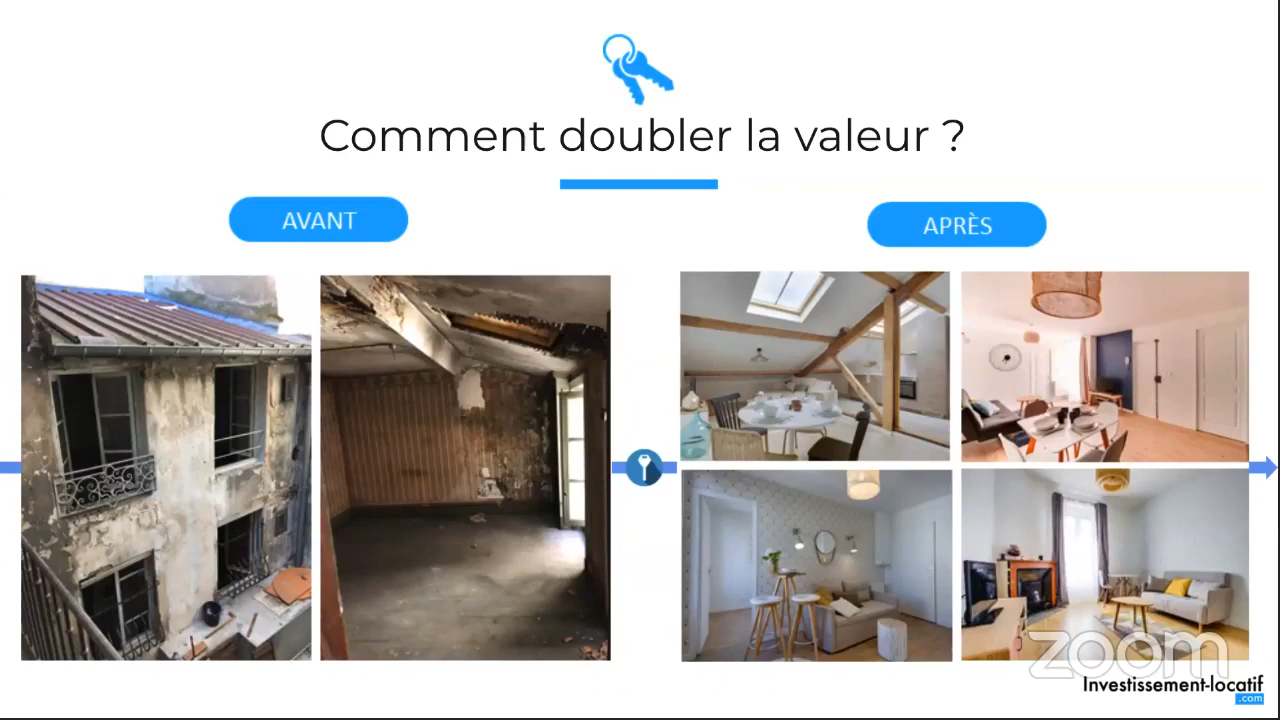 Comment doubler la valeur ?
AVANT
APRÈS
zoom
Investissement-locatif
.com